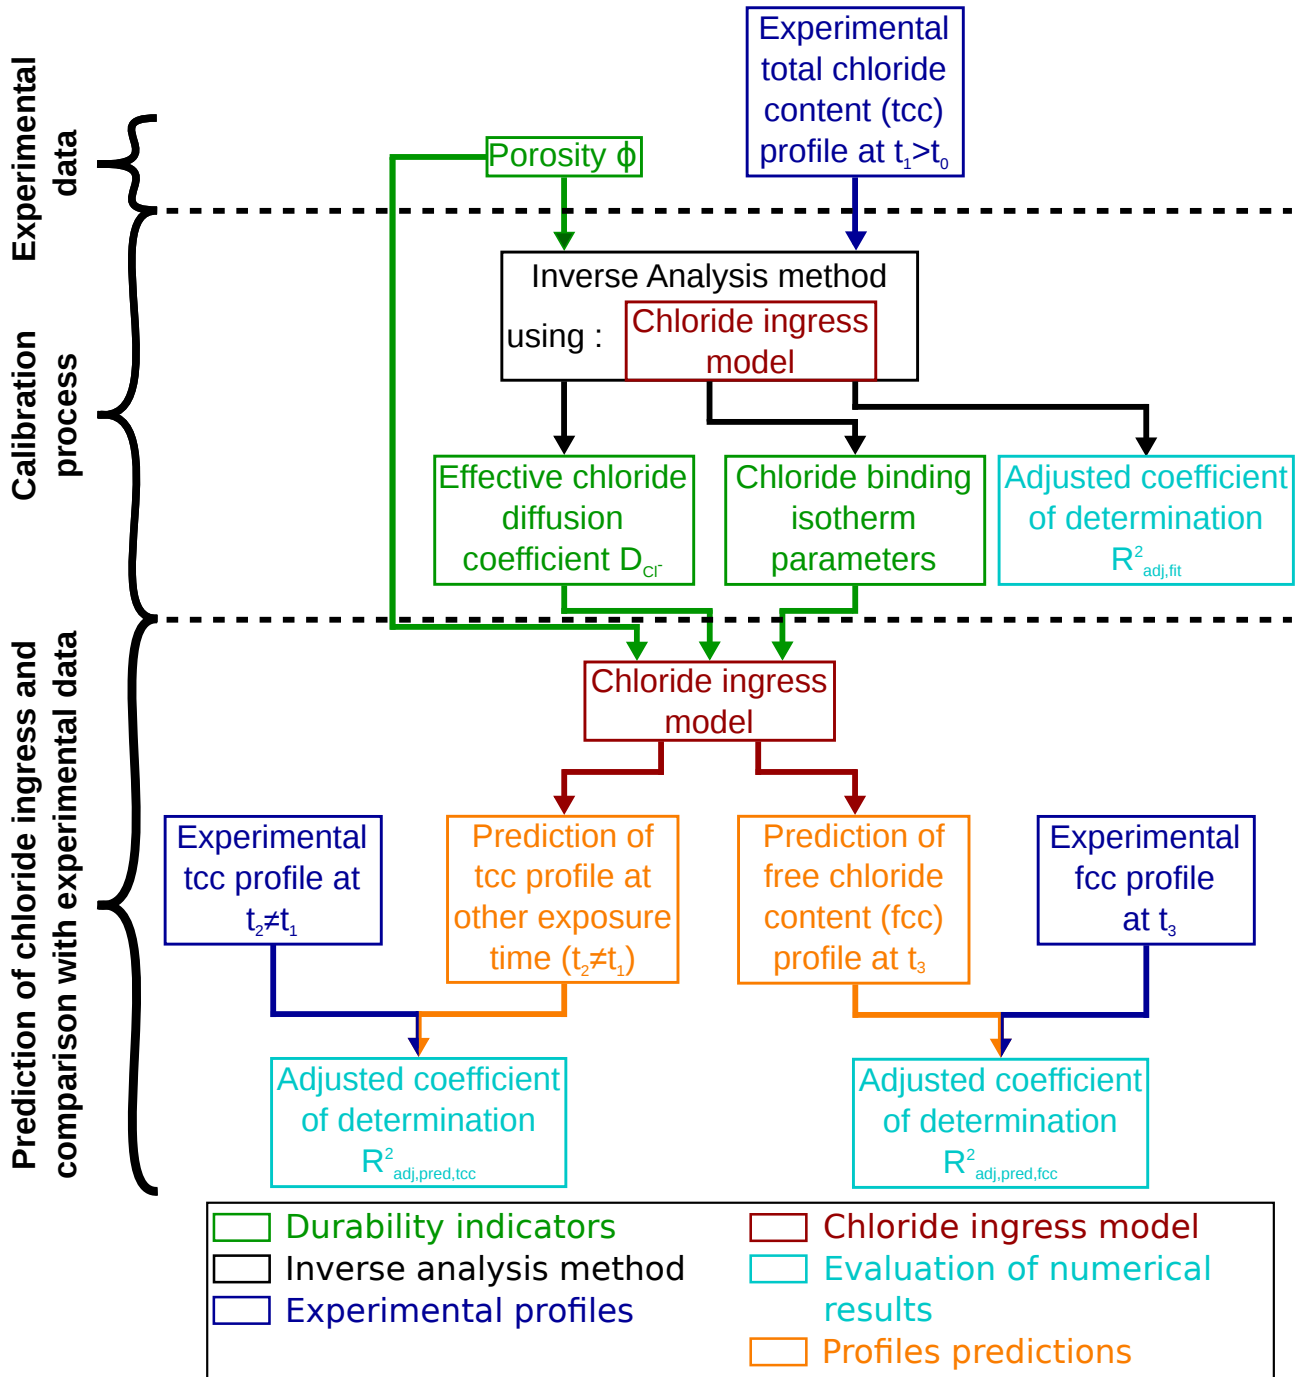 Experimental
data
Experimental
total chloride
content (tcc)
profile at t₁>t₀
Porosity ϕ
Calibration
process
Inverse Analysis method
using :
Chloride ingress
model
Effective chloride
diffusion
coefficient D_Cl⁻
Chloride binding
isotherm
parameters
Adjusted coefficient
of determination
R²_adj,fit
Prediction of chloride ingress and
comparison with experimental data
Chloride ingress
model
Experimental
tcc profile at
t₂≠t₁
Prediction of
tcc profile at
other exposure
time (t₂≠t₁)
Prediction of
free chloride
content (fcc)
profile at t₃
Experimental
fcc profile
at t₃
Adjusted coefficient
of determination
R²_adj,pred,tcc
Adjusted coefficient
of determination
R²_adj,pred,fcc
Durability indicators
Inverse analysis method
Experimental profiles
Chloride ingress model
Evaluation of numerical
results
Profiles predictions